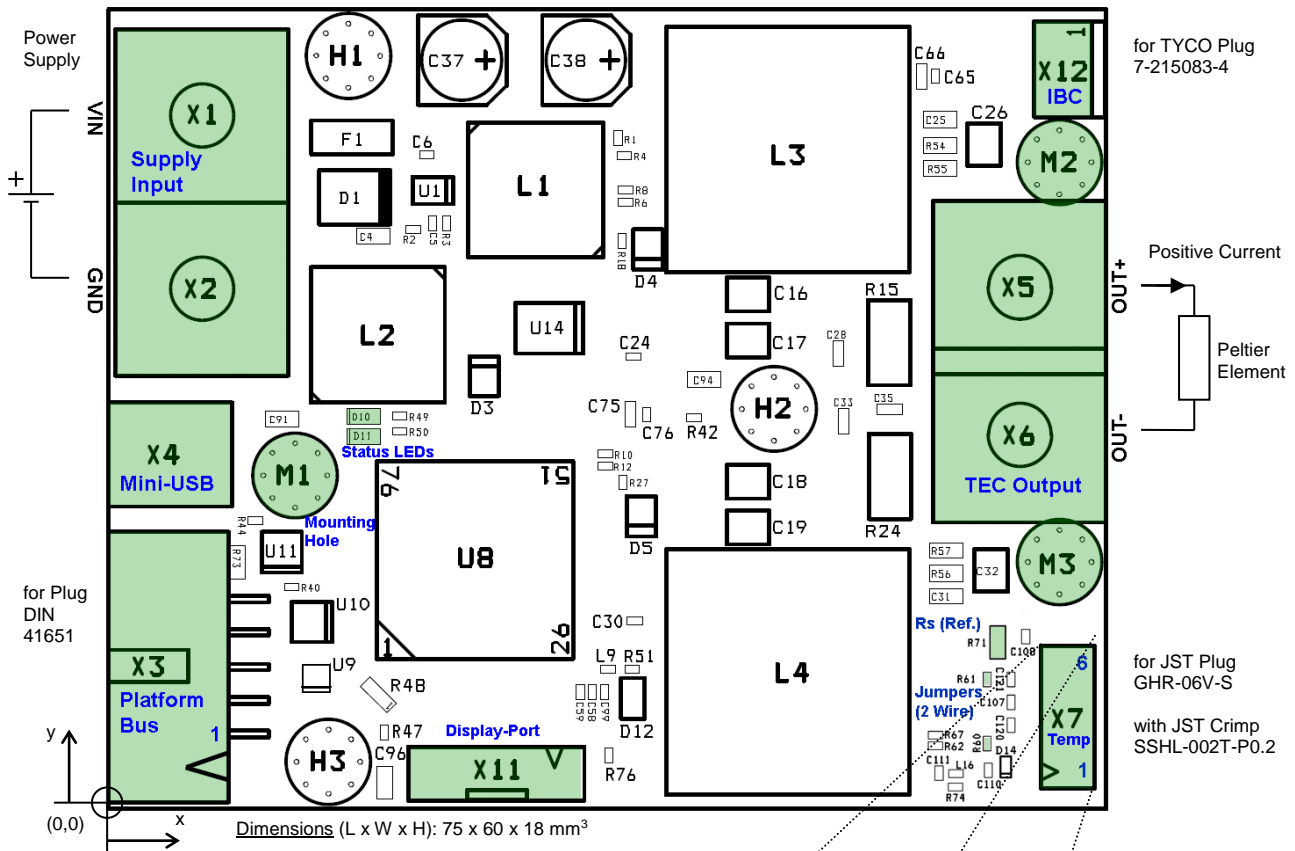 Power
Supply
VIN
GND
+
X1
Supply
Input
X2
H1
C37 +
C38 +
F1
C6
D1
U1
C4
R2
C5
R3
L1
R1
R4
R8
R6
R18
D4
L2
U14
D3
L3
C66
C65
C25
R54
R55
C26
1
X12
IBC
for TYCO Plug
7-215083-4
M2
C16
C17
R15
C28
X5
OUT+
Positive Current
Peltier
Element
C24
C75
C76
C94
R42
H2
C33
C35
X6
TEC Output
OUT-
X4
Mini-USB
C91
D10
D11
R49
R50
Status LEDs
M1
Mounting
Hole
R44
R73
U11
R40
U10
U9
76
51
U8
1
26
R10
R12
R27
D5
C18
C19
R24
R57
R56
C31
C32
M3
for Plug
DIN
41651
X3
Platform
Bus
1
R48
R47
C96
H3
Display-Port
X11
C30
L9
R51
C59
C58
C99
D12
R76
L4
Rs (Ref.)
R71
C108
R61
C121
Jumpers
(2 Wire)
C107
C120
R67
R62
R60
D14
C111
L16
R74
C110
6
X7
Temp
1
for JST Plug
GHR-06V-S
with JST Crimp
SSHL-002T-P0.2
y
x
(0,0)
Dimensions (L x W x H): 75 x 60 x 18 mm³